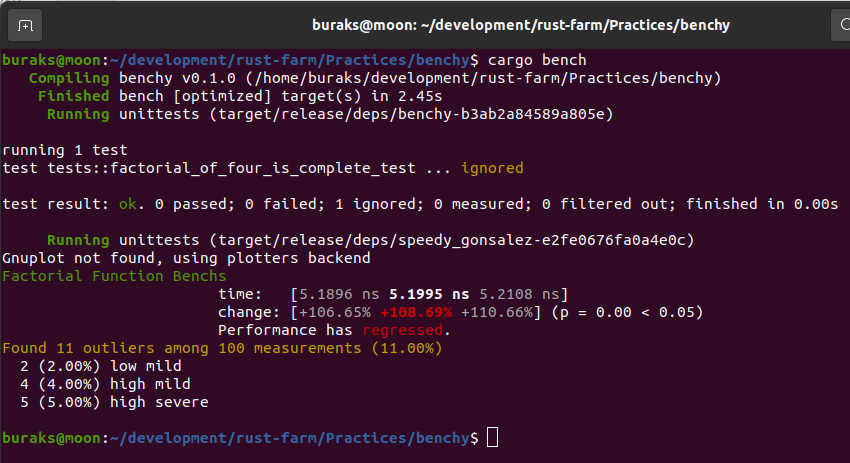 buraks@moon: ~/development/rust-farm/Practices/benchy
buraks@moon:~/development/rust-farm/Practices/benchy$ cargo bench
   Compiling benchy v0.1.0 (/home/buraks/development/rust-farm/Practices/benchy)
    Finished bench [optimized] target(s) in 2.45s
     Running unittests (target/release/deps/benchy-b3ab2a84589a805e)
running 1 test
test tests::factorial_of_four_is_complete_test ... ignored
test result: ok. 0 passed; 0 failed; 1 ignored; 0 measured; 0 filtered out; finished in 0.00s
     Running unittests (target/release/deps/speedy_gonsalez-e2fe0676fa0a4e0c)
Gnuplot not found, using plotters backend
Factorial Function Benchs
                        time:   [5.1896 ns 5.1995 ns 5.2108 ns]
                        change: [+106.65% +108.69% +110.66%] (p = 0.00 < 0.05)
                        Performance has regressed.
Found 11 outliers among 100 measurements (11.00%)
  2 (2.00%) low mild
  4 (4.00%) high mild
  5 (5.00%) high severe
buraks@moon:~/development/rust-farm/Practices/benchy$